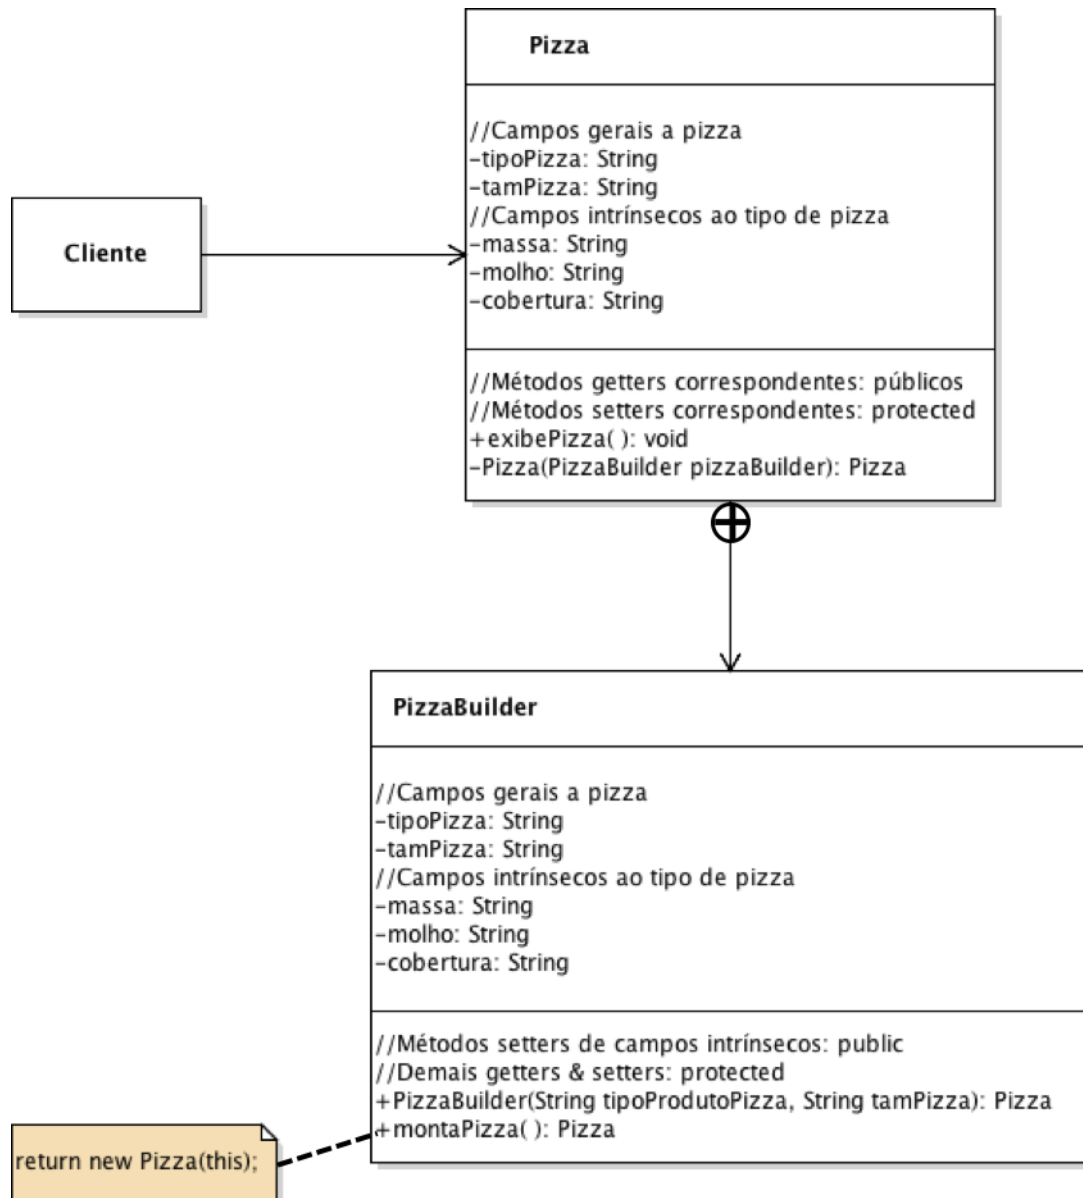 Pizza
//Campos gerais a pizza
-tipoPizza: String
-tamPizza: String
//Campos intrínsecos ao tipo de pizza
-massa: String
-molho: String
-cobertura: String
Cliente
//Métodos getters correspondentes: públicos
//Métodos setters correspondentes: protected
+exibePizza( ): void
-Pizza(PizzaBuilder pizzaBuilder): Pizza
PizzaBuilder
//Campos gerais a pizza
-tipoPizza: String
-tamPizza: String
//Campos intrínsecos ao tipo de pizza
-massa: String
-molho: String
-cobertura: String
//Métodos setters de campos intrínsecos: public
//Demais getters & setters: protected
+PizzaBuilder(String tipoProdutoPizza, String tamPizza): Pizza
+montaPizza( ): Pizza
return new Pizza(this);